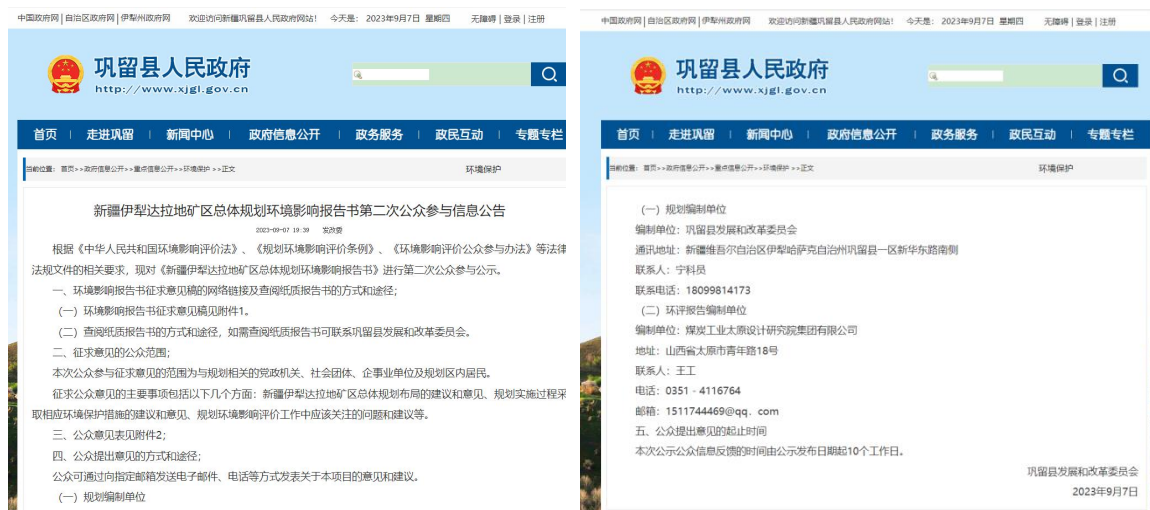 中国政府网 | 自治区政府网 | 伊犁州政府网 欢迎访问新疆巩留县人民政府网站! 今天是: 2023年9月7日 星期四 无障碍 | 登录 | 注册
巩留县人民政府
http://www.xjgl.gov.cn
首页 | 走进巩留 | 新闻中心 | 政府信息公开 | 政务服务 | 政民互动 | 专题专栏
当前位置: 首页>>政府信息公开>>重点信息公开>>环境保护 >>正文 环境保护
新疆伊犁达拉地矿区总体规划环境影响报告书第二次公众参与信息公告
2023-09-07 19:39 发改委
根据《中华人民共和国环境影响评价法》、《规划环境影响评价条例》、《环境影响评价公众参与办法》等法律
法规文件的相关要求，现对《新疆伊犁达拉地矿区总体规划环境影响报告书》进行第二次公众参与公示。
一、环境影响报告书征求意见稿的网络链接及查阅纸质报告书的方式和途径；
(一) 环境影响报告书征求意见稿见附件1。
(二) 查阅纸质报告书的方式和途径，如需查阅纸质报告书可联系巩留县发展和改革委员会。
二、征求意见的公众范围；
本次公众参与征求意见的范围为与规划相关的党政机关、社会团体、企事业单位及规划区内居民。
征求公众意见的主要事项包括以下几个方面：新疆伊犁达拉地矿区总体规划布局的建议和意见、规划实施过程采
取相应环境保护措施的建议和意见、规划环境影响评价工作中应该关注的问题和建议等。
三、公众意见表见附件2；
四、公众提出意见的方式和途径；
公众可通过向指定邮箱发送电子邮件、电话等方式发表关于本项目的意见和建议。
(一) 规划编制单位
中国政府网 | 自治区政府网 | 伊犁州政府网 欢迎访问新疆巩留县人民政府网站! 今天是: 2023年9月7日 星期四 无障碍 | 登录 | 注册
巩留县人民政府
http://www.xjgl.gov.cn
首页 | 走进巩留 | 新闻中心 | 政府信息公开 | 政务服务 | 政民互动 | 专题专栏
当前位置: 首页>>政府信息公开>>重点信息公开>>环境保护 >>正文 环境保护
(一) 规划编制单位
编制单位：巩留县发展和改革委员会
通讯地址：新疆维吾尔自治区伊犁哈萨克自治州巩留县一区新华东路南侧
联系人：宁科员
联系电话：18099814173
(二) 环评报告编制单位
编制单位：煤炭工业太原设计研究院集团有限公司
地址：山西省太原市青年路18号
联系人：王工
电话：0351﹣4116764
邮箱：1511744469@qq．com
五、公众提出意见的起止时间
本次公示公众信息反馈的时间由公示发布日期起10个工作日。
巩留县发展和改革委员会
2023年9月7日